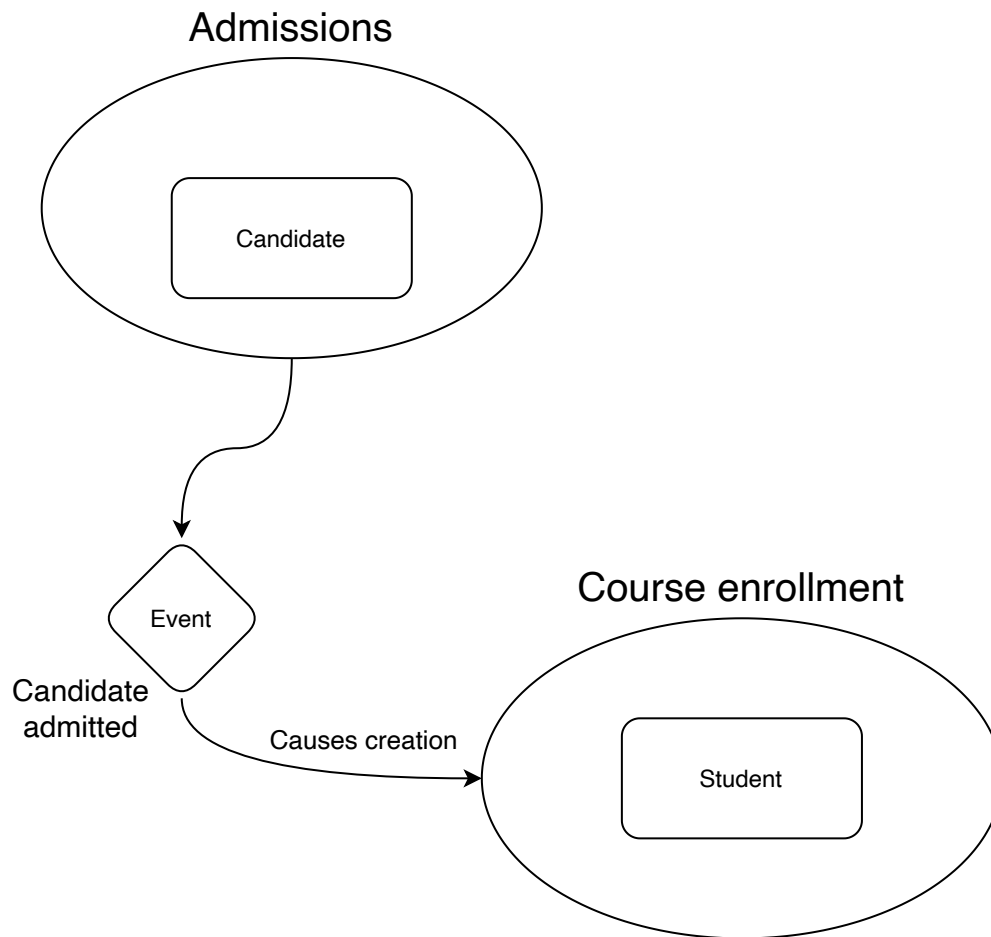 Admissions
Candidate
Event
Candidate
admitted
Causes creation
Course enrollment
Student